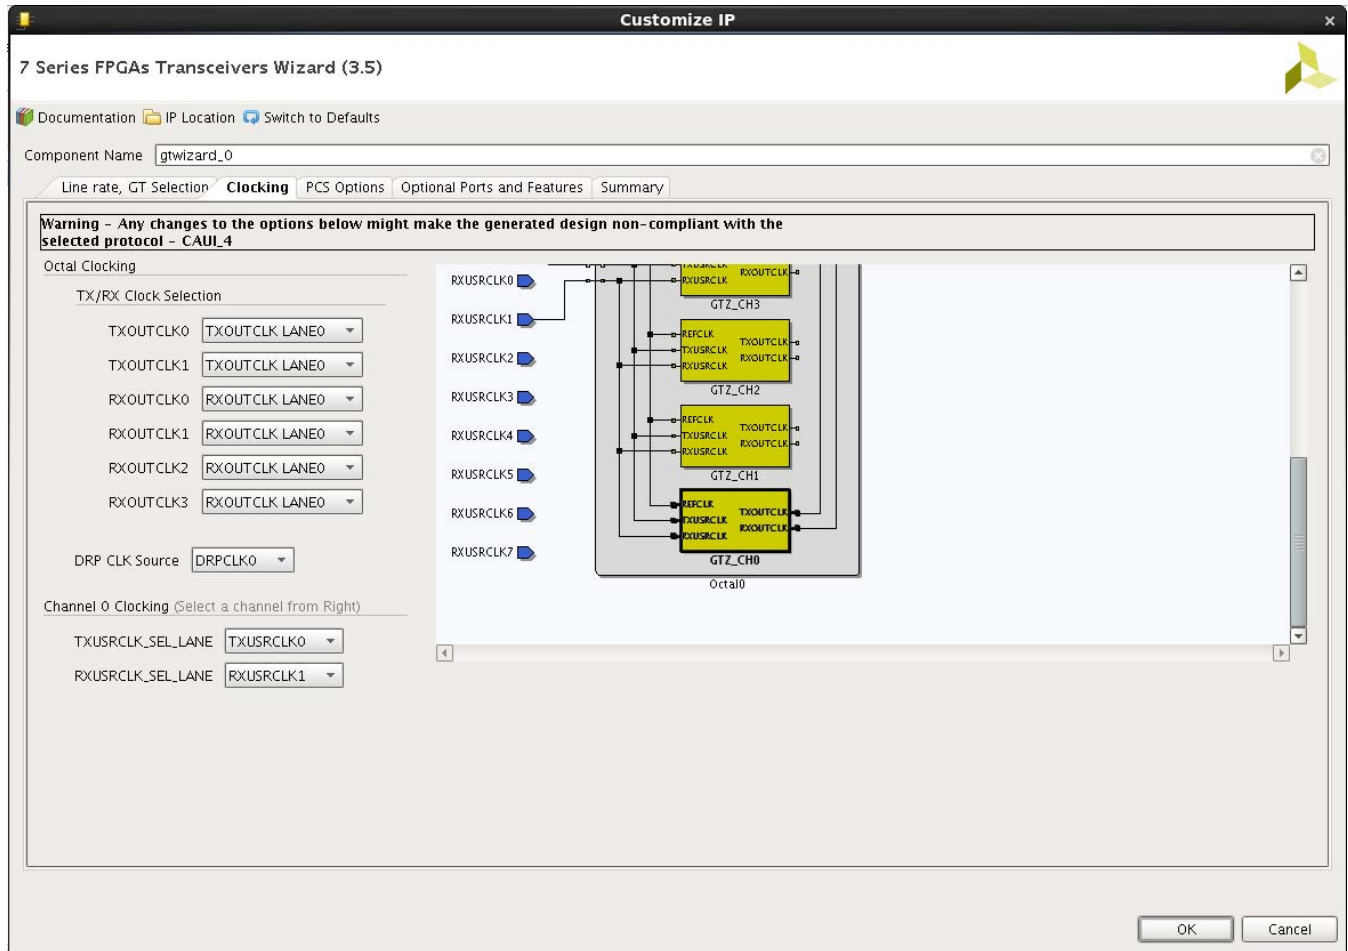 Customize IP
7 Series FPGAs Transceivers Wizard (3.5)
Documentation IP Location Switch to Defaults
Component Name gtwizard_0
Line rate, GT Selection Clocking PCS Options Optional Ports and Features Summary
Warning - Any changes to the options below might make the generated design non-compliant with the
selected protocol - CAUI_4
Octal Clocking
TX/RX Clock Selection
TXOUTCLK0 TXOUTCLK LANE0
TXOUTCLK1 TXOUTCLK LANE0
RXOUTCLK0 RXOUTCLK LANE0
RXOUTCLK1 RXOUTCLK LANE0
RXOUTCLK2 RXOUTCLK LANE0
RXOUTCLK3 RXOUTCLK LANE0
DRP CLK Source DRPCLK0
Channel 0 Clocking (Select a channel from Right)
TXUSRCLK_SEL_LANE TXUSRCLK0
RXUSRCLK_SEL_LANE RXUSRCLK1
RXUSRCLK0
RXUSRCLK1
RXUSRCLK2
RXUSRCLK3
RXUSRCLK4
RXUSRCLK5
RXUSRCLK6
RXUSRCLK7
TXUSRCLK
RXUSRCLK RXOUTCLK
GTZ_CH3
REFCLK
TXUSRCLK TXOUTCLK
RXUSRCLK RXOUTCLK
GTZ_CH2
REFCLK
TXUSRCLK TXOUTCLK
RXUSRCLK RXOUTCLK
GTZ_CH1
REFCLK
TXUSRCLK TXOUTCLK
RXUSRCLK RXOUTCLK
GTZ_CH0
Octal0
OK Cancel